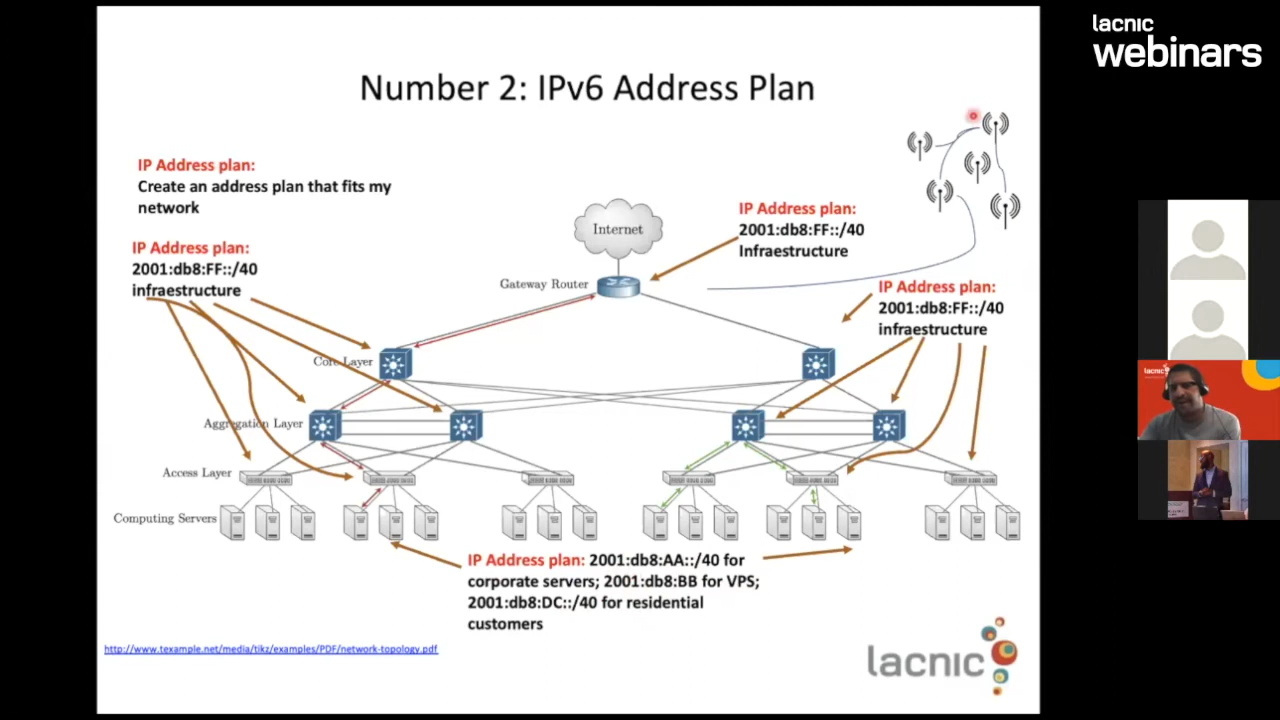 lacnic
webinars
Number 2: IPv6 Address Plan
IP Address plan:
Create an address plan that fits my
network
IP Address plan:
2001:db8:FF::/40
infraestructure
Internet
Gateway Router
IP Address plan:
2001:db8:FF::/40
Infraestructure
IP Address plan:
2001:db8:FF::/40
infraestructure
Core Layer
Aggregation Layer
Access Layer
Computing Servers
IP Address plan: 2001:db8:AA::/40 for
corporate servers; 2001:db8:BB for VPS;
2001:db8:DC::/40 for residential
customers
http://www.texample.net/media/tikz/examples/PDF/network-topology.pdf
lacnic
lacnic